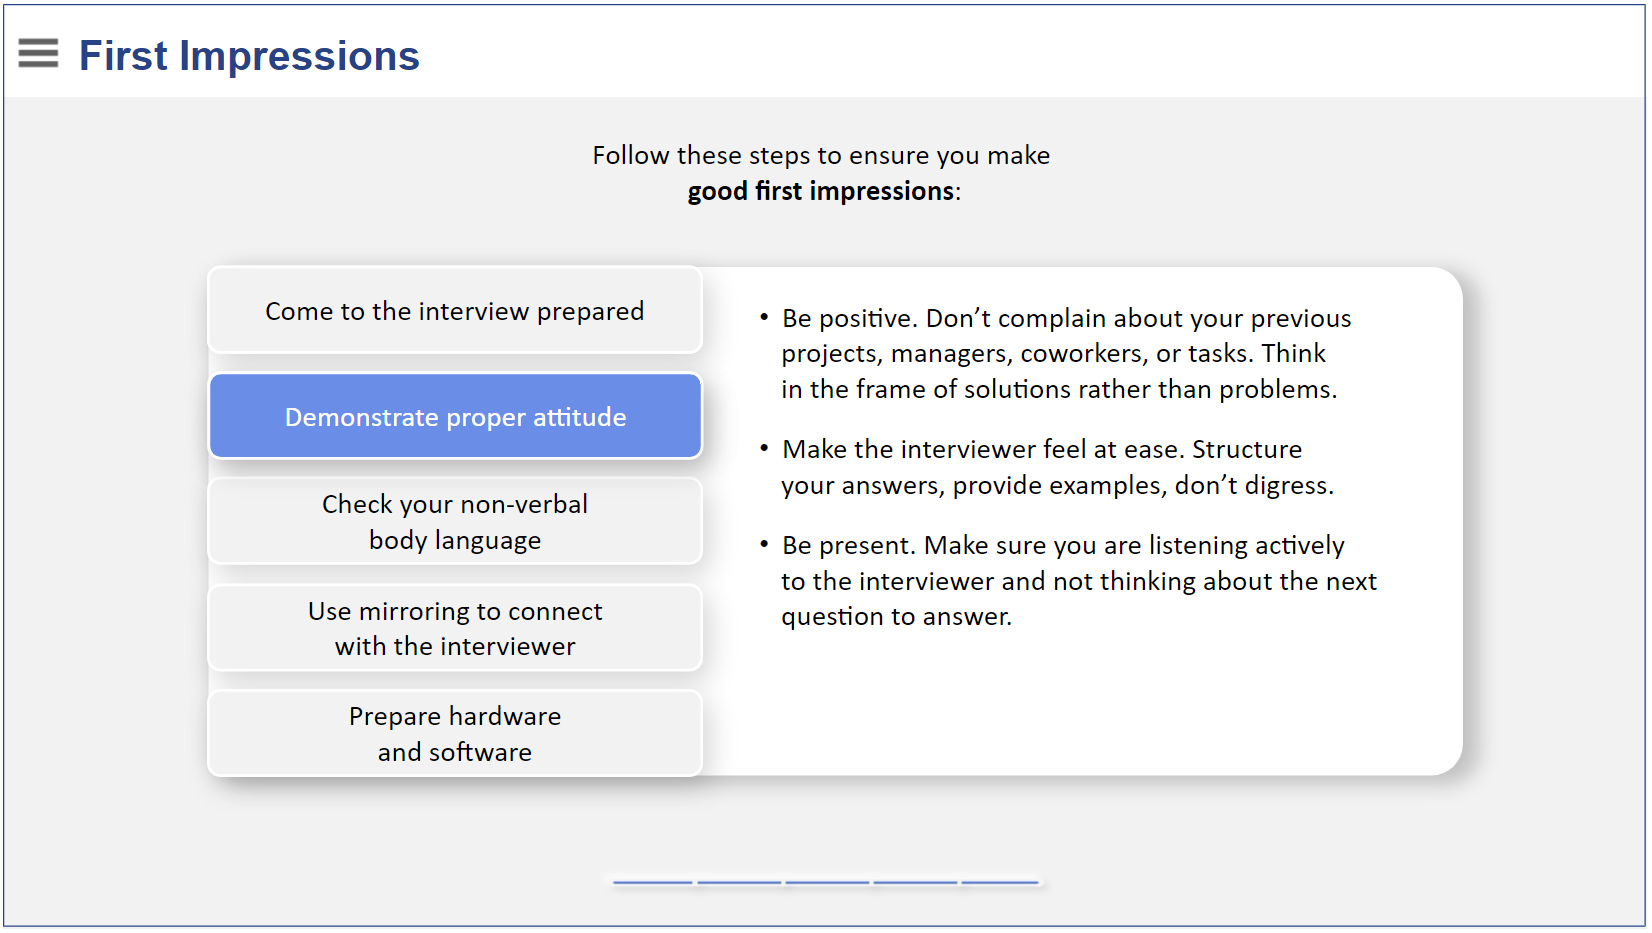 First Impressions
Follow these steps to ensure you make
good first impressions:
Come to the interview prepared
Demonstrate proper attitude
Check your non-verbal
body language
Use mirroring to connect
with the interviewer
Prepare hardware
and software
• Be positive. Don’t complain about your previous
projects, managers, coworkers, or tasks. Think
in the frame of solutions rather than problems.
• Make the interviewer feel at ease. Structure
your answers, provide examples, don’t digress.
• Be present. Make sure you are listening actively
to the interviewer and not thinking about the next
question to answer.